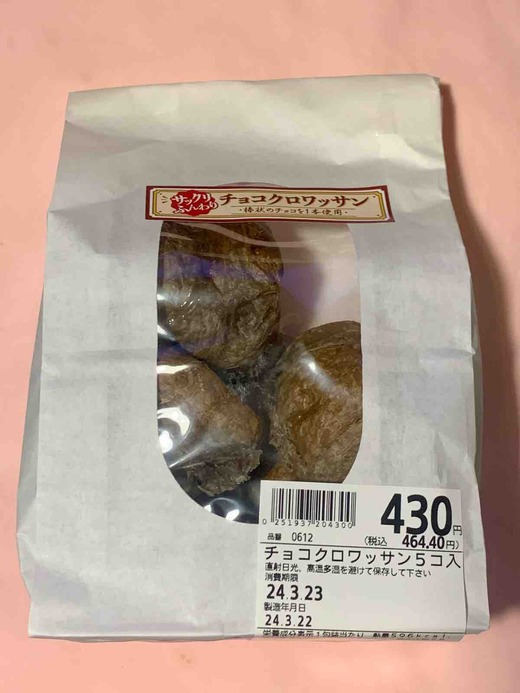 サックリ
ふんわり
チョコクロワッサン
・棒状のチョコを1本使用・
0 251937 204300
430円
品番 0612
(税込 464.40円)
チョコクロワッサン5コ入
直射日光、高温多湿を避けて保存して下さい
消費期限
24.3.23
製造年月日
24.3.22